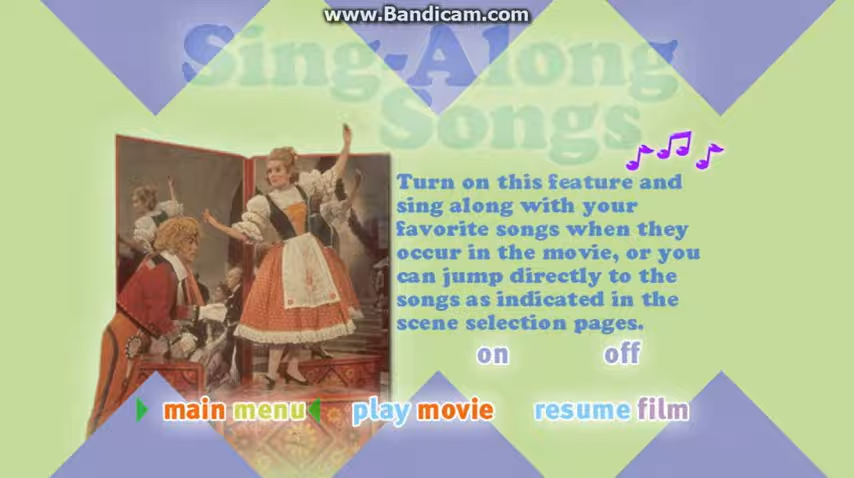 www.Bandicam.com
Sing-Along
Songs
Turn on this feature and
sing along with your
favorite songs when they
occur in the movie, or you
can jump directly to the
songs as indicated in the
scene selection pages.
on off
main menu play movie resume film